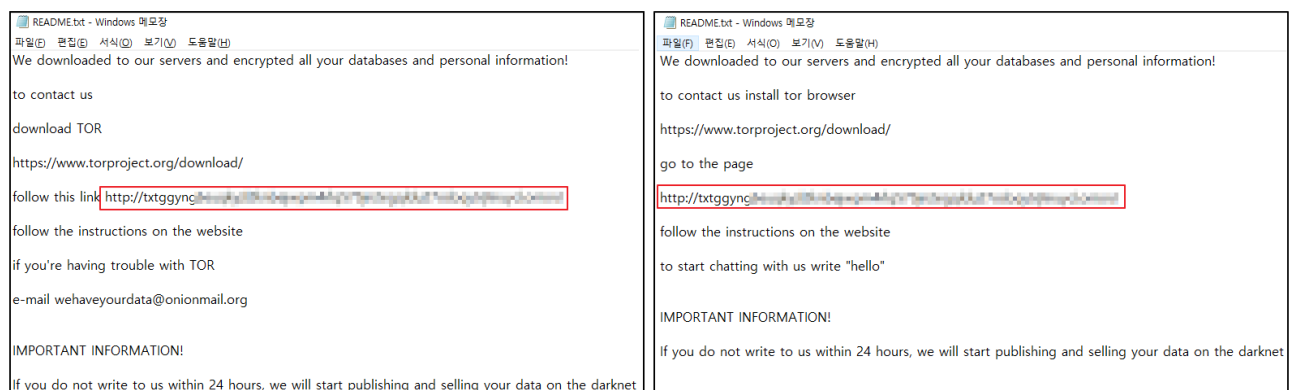 README.txt - Windows 메모장
파일(F) 편집(E) 서식(O) 보기(V) 도움말(H)
We downloaded to our servers and encrypted all your databases and personal information!
to contact us
download TOR
https://www.torproject.org/download/
follow this link http://txtggyng
follow the instructions on the website
if you're having trouble with TOR
e-mail wehaveyourdata@onionmail.org
IMPORTANT INFORMATION!
If you do not write to us within 24 hours, we will start publishing and selling your data on the darknet
README.txt - Windows 메모장
파일(F) 편집(E) 서식(O) 보기(V) 도움말(H)
We downloaded to our servers and encrypted all your databases and personal information!
to contact us install tor browser
https://www.torproject.org/download/
go to the page
http://txtggyng
follow the instructions on the website
to start chatting with us write "hello"
IMPORTANT INFORMATION!
If you do not write to us within 24 hours, we will start publishing and selling your data on the darknet